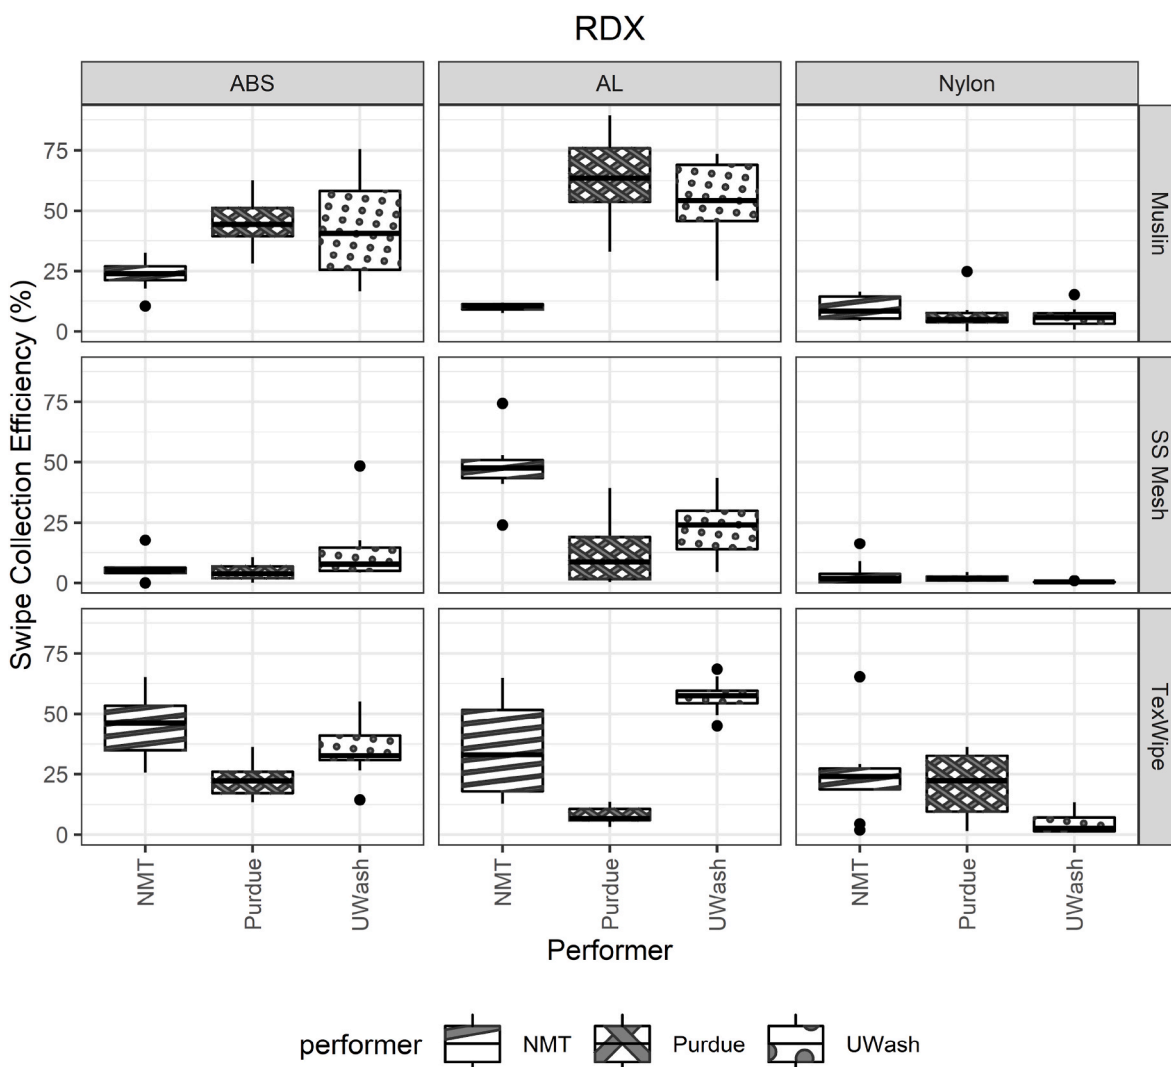 RDX
ABS AL Nylon
75
50
25
0
Muslin
75
50
25
0
SS Mesh
75
50
25
0
TexWipe
Swipe Collection Efficiency (%)
NMT Purdue UWash NMT Purdue UWash NMT Purdue UWash
Performer
performer NMT Purdue UWash